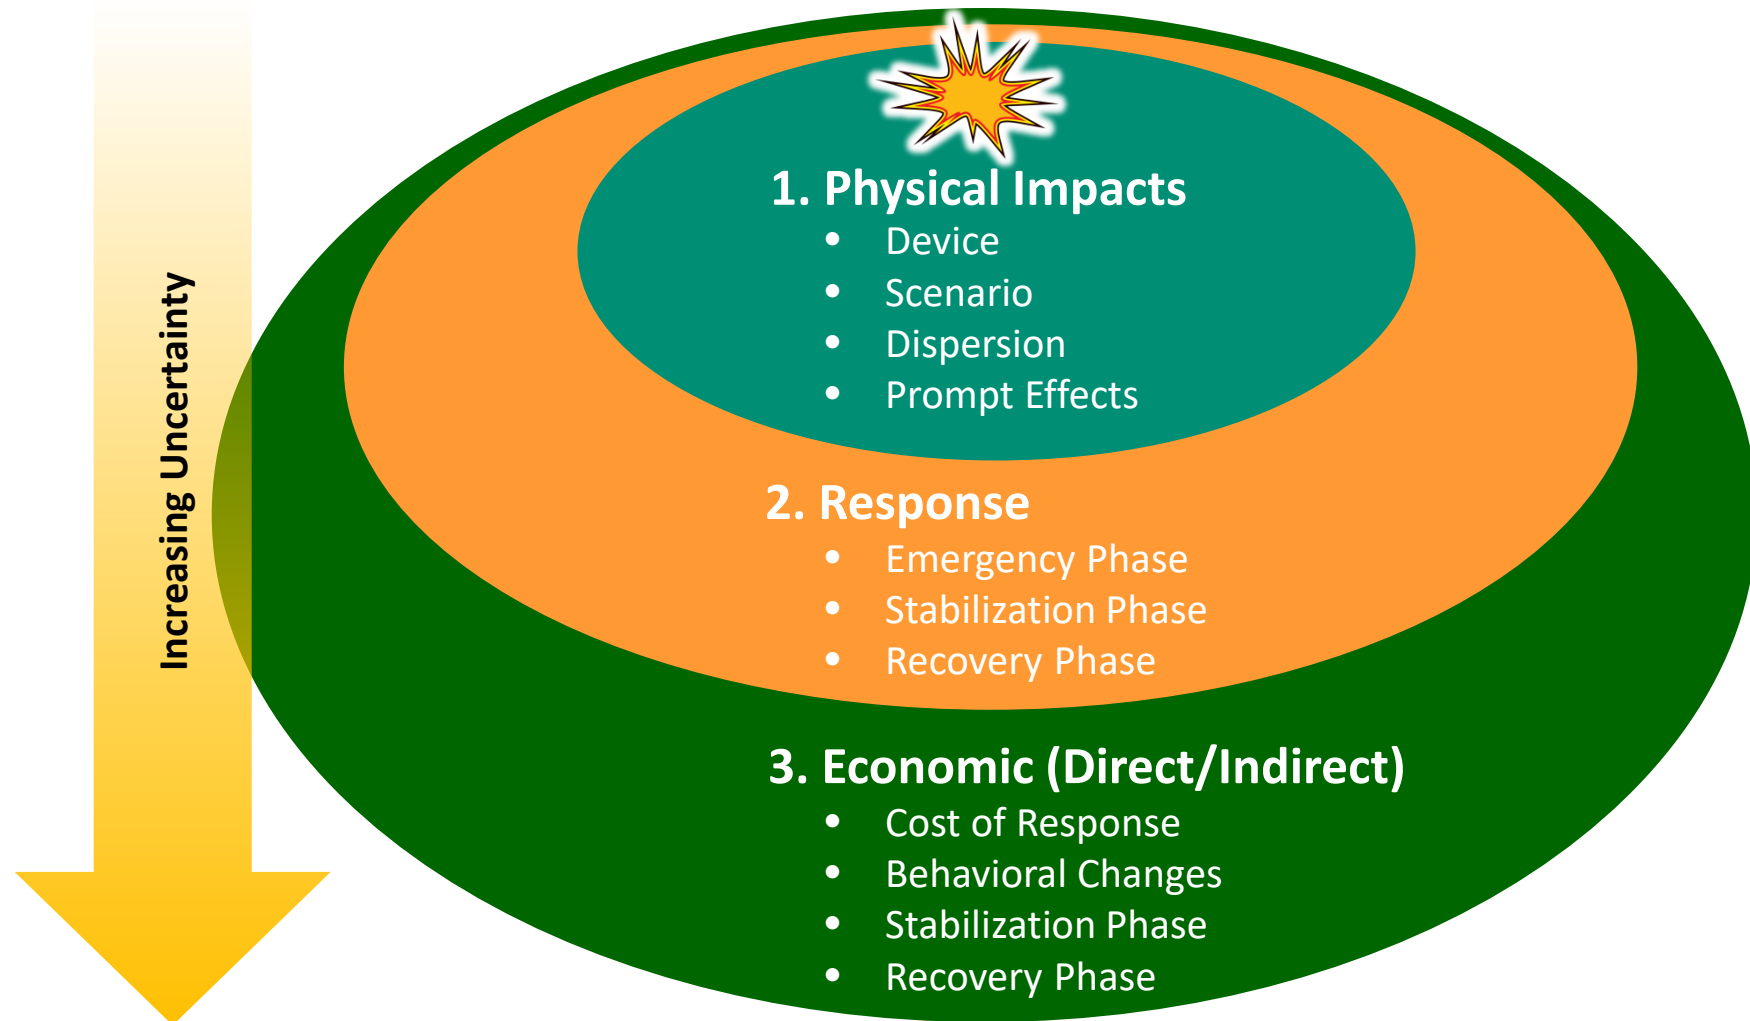 Increasing Uncertainty
1. Physical Impacts
• Device
• Scenario
• Dispersion
• Prompt Effects
2. Response
• Emergency Phase
• Stabilization Phase
• Recovery Phase
3. Economic (Direct/Indirect)
• Cost of Response
• Behavioral Changes
• Stabilization Phase
• Recovery Phase